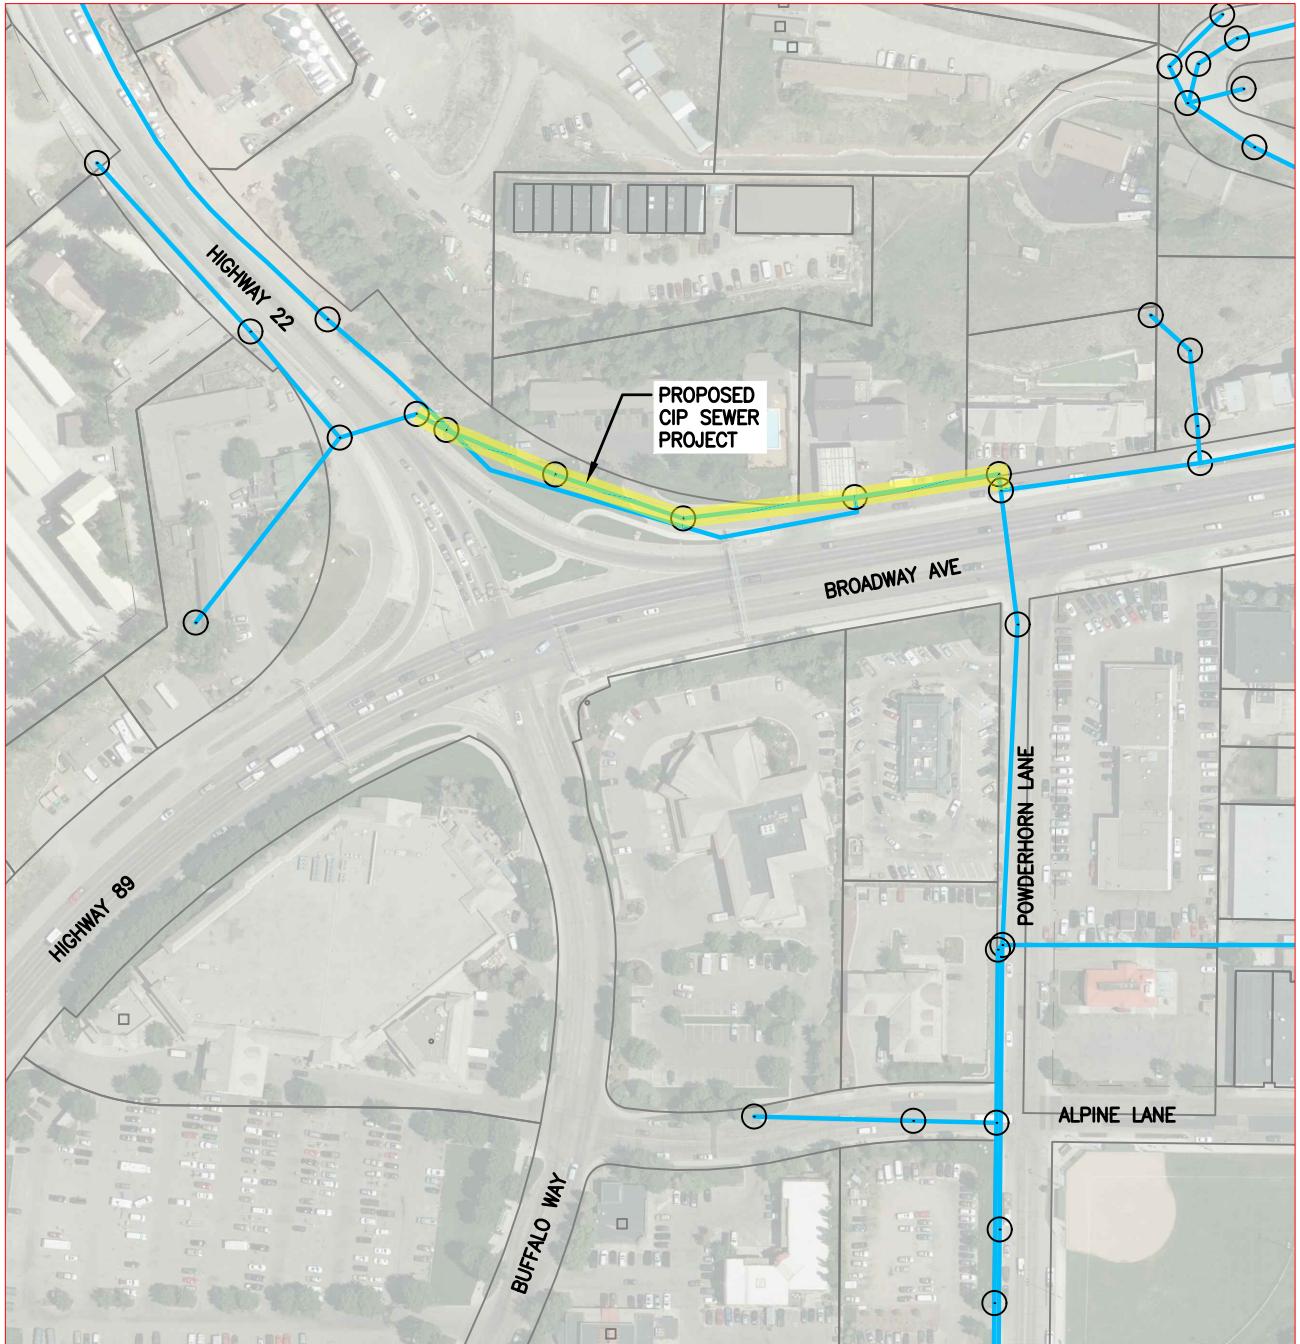 HIGHWAY 22
PROPOSED
CIP SEWER
PROJECT
BROADWAY AVE
POWDERHORN LANE
HIGHWAY 89
ALPINE LANE
BUFFALO WAY